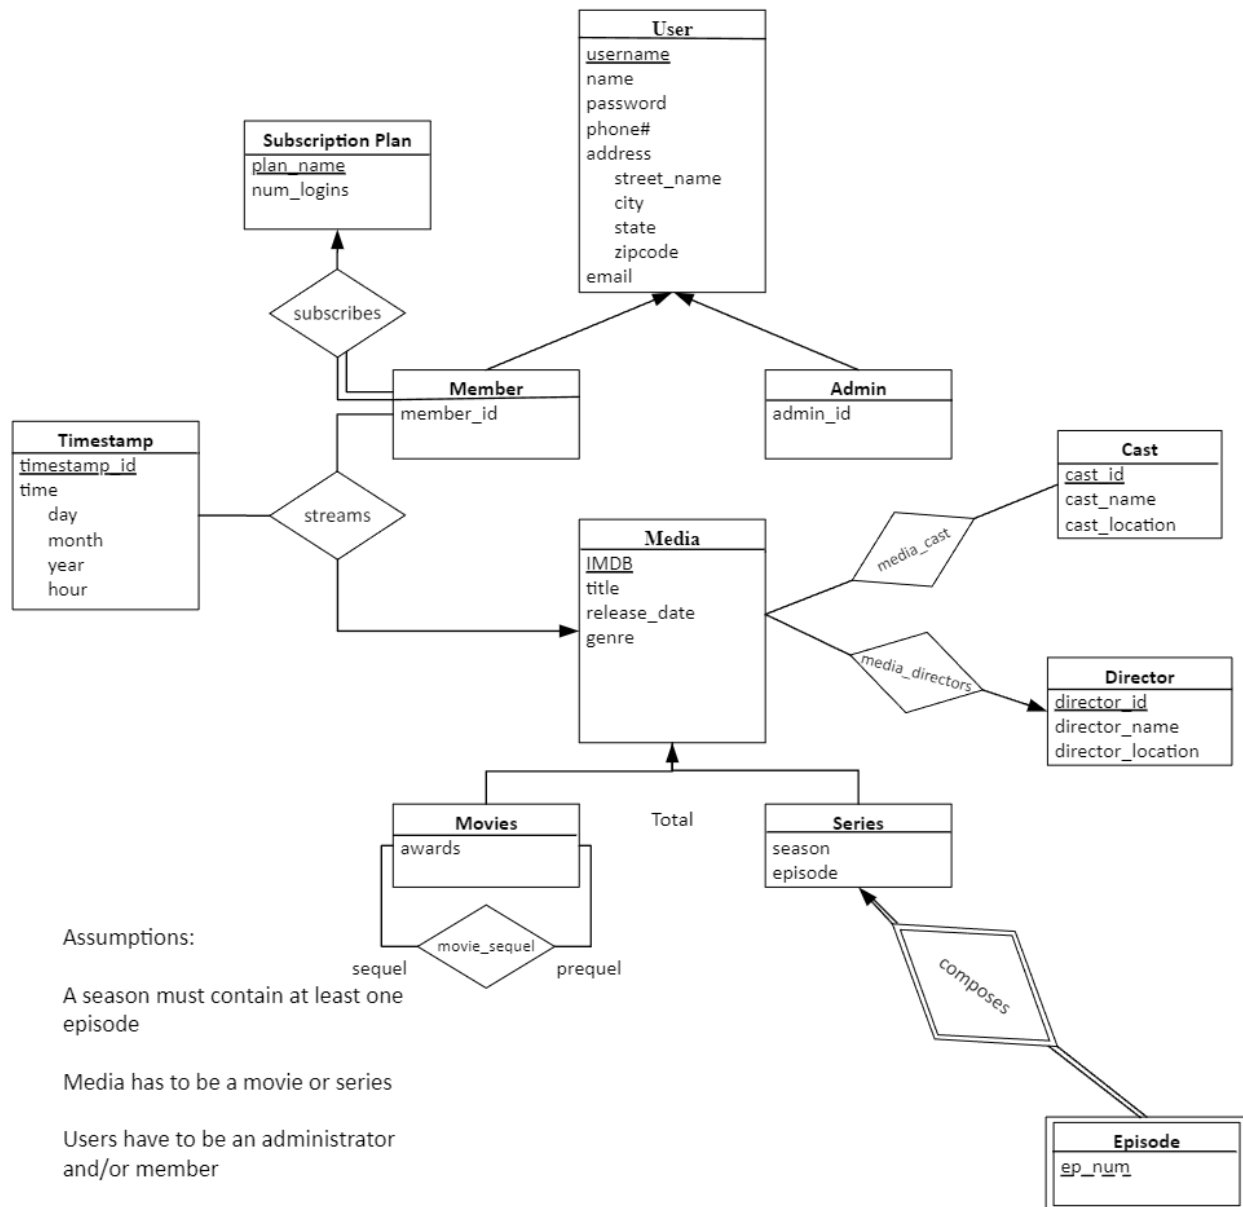 User
username
name
password
phone#
address
street_name
city
state
zipcode
email
Subscription Plan
plan_name
num_logins
subscribes
Member
member_id
Admin
admin_id
Timestamp
timestamp_id
time
day
month
year
hour
streams
Media
IMDB
title
release_date
genre
media_cast
Cast
cast_id
cast_name
cast_location
media_directors
Director
director_id
director_name
director_location
Movies
awards
Total
Series
season
episode
movie_sequel
sequel
prequel
composes
Episode
ep_num
Assumptions:
A season must contain at least one
episode
Media has to be a movie or series
Users have to be an administrator
and/or member